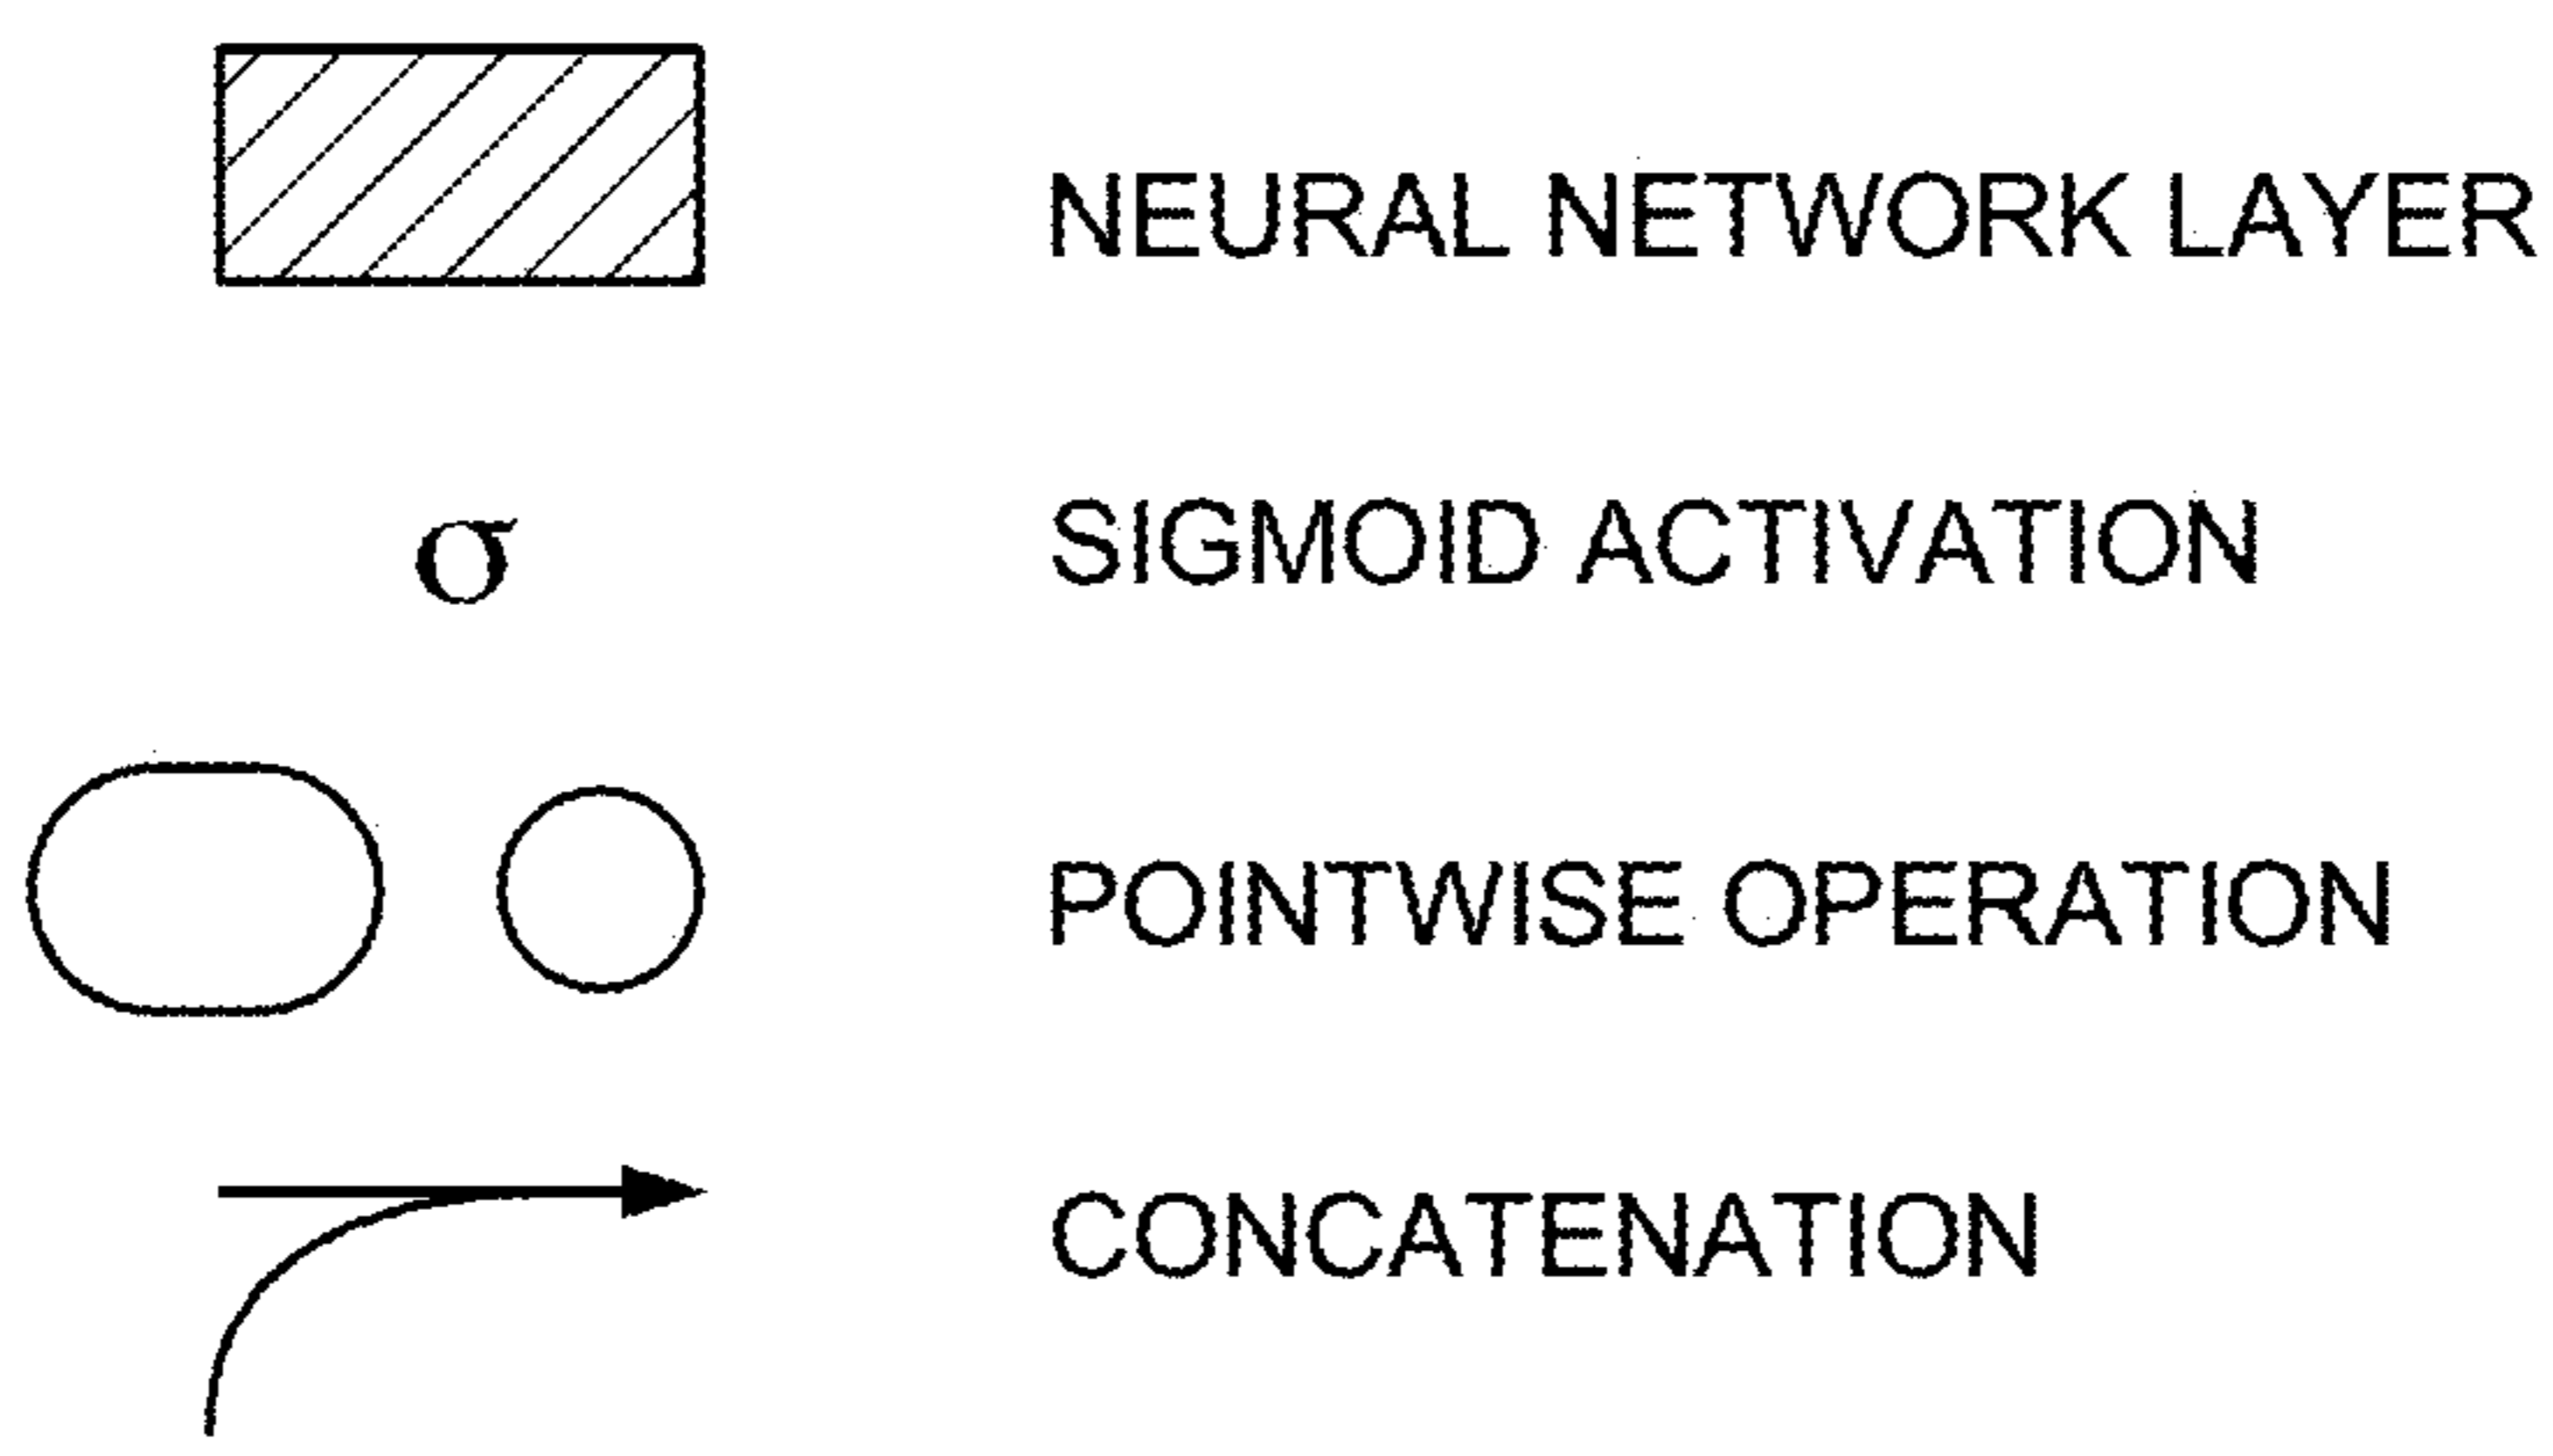 NEURAL NETWORK LAYER
σ SIGMOID ACTIVATION
POINTWISE OPERATION
CONCATENATION